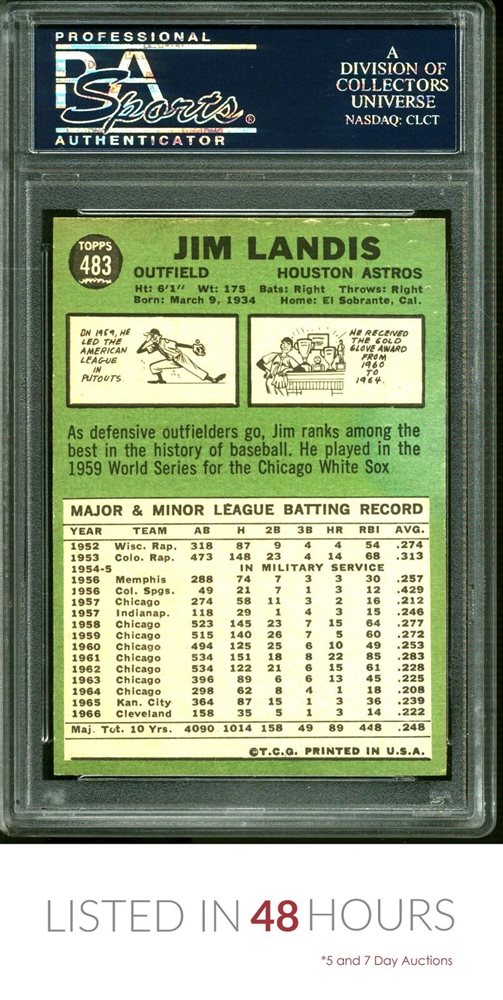 PROFESSIONAL
PSA
Sports®
AUTHENTICATOR
A
DIVISION OF
COLLECTORS
UNIVERSE
NASDAQ: CLCT
TOPPS
483
JIM LANDIS
OUTFIELD HOUSTON ASTROS
Ht: 6'1" Wt: 175 Bats: Right Throws: Right
Born: March 9, 1934 Home: El Sobrante, Cal.
ON 1959, HE
LED THE
AMERICAN
LEAGUE
IN
PUTOUTS
HE RECEIVED
THE GOLD
GLOVE AWARD
FROM
1960
TO
1964.
As defensive outfielders go, Jim ranks among the
best in the history of baseball. He played in the
1959 World Series for the Chicago White Sox
MAJOR & MINOR LEAGUE BATTING RECORD
YEAR TEAM AB H 2B 3B HR RBI AVG.
1952 Wisc. Rap. 318 87 9 4 4 54 .274
1953 Colo. Rap. 473 148 23 4 14 68 .313
1954-5 IN MILITARY SERVICE
1956 Memphis 288 74 7 3 3 30 .257
1956 Col. Spgs. 49 21 7 1 3 12 .429
1957 Chicago 274 58 11 3 2 16 .212
1957 Indianap. 118 29 1 4 3 15 .246
1958 Chicago 523 145 23 7 15 64 .277
1959 Chicago 515 140 26 7 5 60 .272
1960 Chicago 494 125 25 6 10 49 .253
1961 Chicago 534 151 18 8 22 85 .283
1962 Chicago 534 122 21 6 15 61 .228
1963 Chicago 396 89 6 6 13 45 .225
1964 Chicago 298 62 8 4 1 18 .208
1965 Kan. City 364 87 15 1 3 36 .239
1966 Cleveland 158 35 5 1 3 14 .222
Maj. Tot. 10 Yrs. 4090 1014 158 49 89 448 .248
©T.C.G. PRINTED IN U.S.A.
LISTED IN 48 HOURS
*5 and 7 Day Auctions